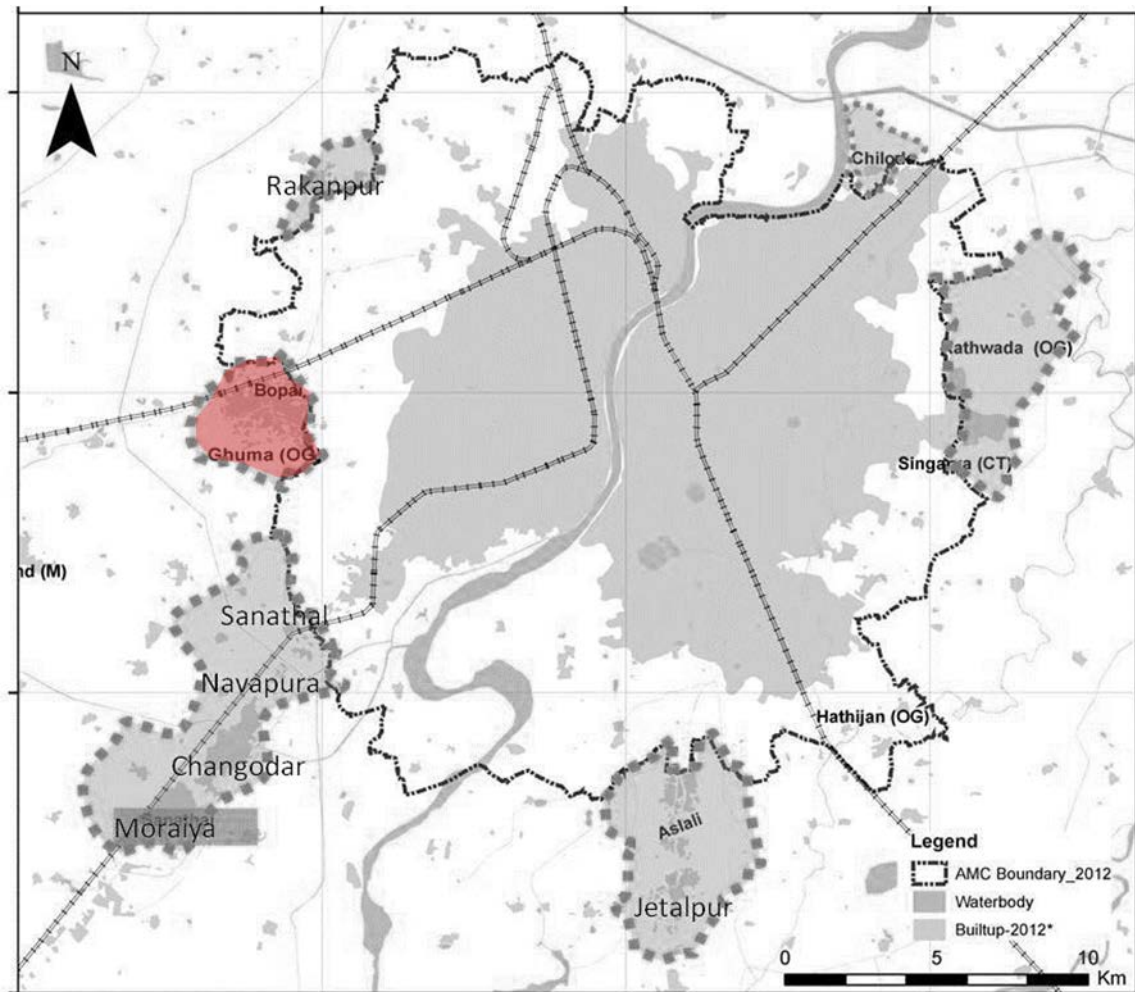 N
Rakanpur
Chiloda
Bopal
Ghuma (OG
Kathwada (OG)
(CT)
nd (M)
Sanathal
Navapura
Hathijan (OG)
Changodar
Moraiya
Aslali
Jetalpur
Legend
AMC Boundary_2012
Waterbody
Builtup-2012*
0 5 10
Km